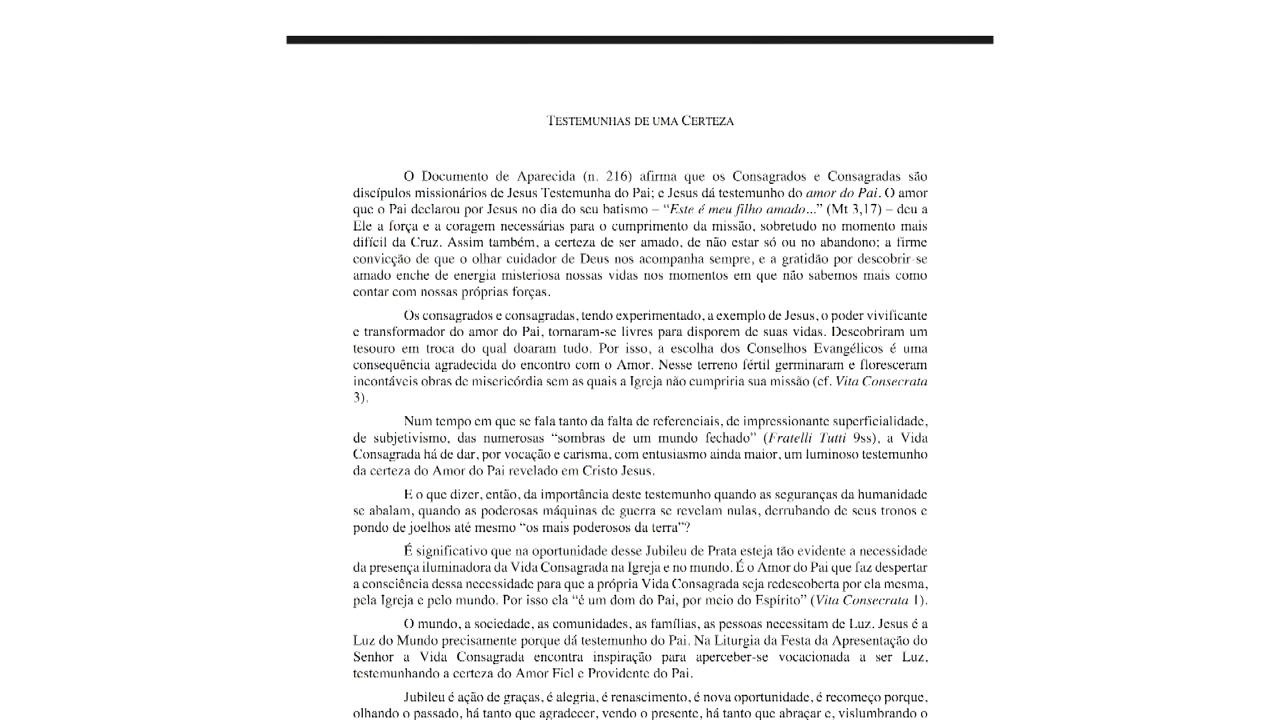 TESTEMUNHAS DE UMA CERTEZA
O Documento de Aparecida (n. 216) afirma que os Consagrados e Consagradas são
discípulos missionários de Jesus Testemunha do Pai; e Jesus dá testemunho do amor do Pai. O amor
que o Pai declarou por Jesus no dia do seu batismo – “Este é meu filho amado...” (Mt 3,17) – deu a
Ele a força e a coragem necessárias para o cumprimento da missão, sobretudo no momento mais
difícil da Cruz. Assim também, a certeza de ser amado, de não estar só ou no abandono; a firme
convicção de que o olhar cuidador de Deus nos acompanha sempre, e a gratidão por descobrir-se
amado enche de energia misteriosa nossas vidas nos momentos em que não sabemos mais como
contar com nossas próprias forças.
Os consagrados e consagradas, tendo experimentado, a exemplo de Jesus, o poder vivificante
e transformador do amor do Pai, tornaram-se livres para disporem de suas vidas. Descobriram um
tesouro em troca do qual doaram tudo. Por isso, a escolha dos Conselhos Evangélicos é uma
consequência agradecida do encontro com o Amor. Nesse terreno fértil germinaram e floresceram
incontáveis obras de misericórdia sem as quais a Igreja não cumpriria sua missão (cf. Vita Consecrata
3).
Num tempo em que se fala tanto da falta de referenciais, de impressionante superficialidade,
de subjetivismo, das numerosas “sombras de um mundo fechado” (Fratelli Tutti 9ss), a Vida
Consagrada há de dar, por vocação e carisma, com entusiasmo ainda maior, um luminoso testemunho
da certeza do Amor do Pai revelado em Cristo Jesus.
E o que dizer, então, da importância deste testemunho quando as seguranças da humanidade
se abalam, quando as poderosas máquinas de guerra se revelam nulas, derrubando de seus tronos e
pondo de joelhos até mesmo “os mais poderosos da terra”?
É significativo que na oportunidade desse Jubileu de Prata esteja tão evidente a necessidade
da presença iluminadora da Vida Consagrada na Igreja e no mundo. É o Amor do Pai que faz despertar
a consciência dessa necessidade para que a própria Vida Consagrada seja redescoberta por ela mesma,
pela Igreja e pelo mundo. Por isso ela “é um dom do Pai, por meio do Espírito” (Vita Consecrata 1).
O mundo, a sociedade, as comunidades, as famílias, as pessoas necessitam de Luz. Jesus é a
Luz do Mundo precisamente porque dá testemunho do Pai. Na Liturgia da Festa da Apresentação do
Senhor a Vida Consagrada encontra inspiração para aperceber-se vocacionada a ser Luz,
testemunhando a certeza do Amor Fiel e Providente do Pai.
Jubileu é ação de graças, é alegria, é renascimento, é nova oportunidade, é recomeço porque,
olhando o passado, há tanto que agradecer, vendo o presente, há tanto que abraçar e, vislumbrando o